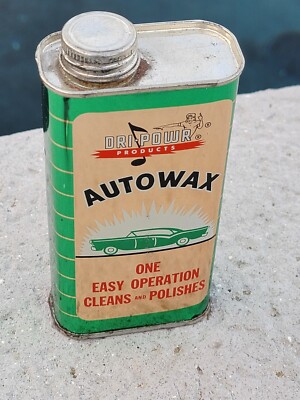 DRI-POWR
PRODUCTS
AUTOWAX
ONE
EASY OPERATION
CLEANS AND POLISHES